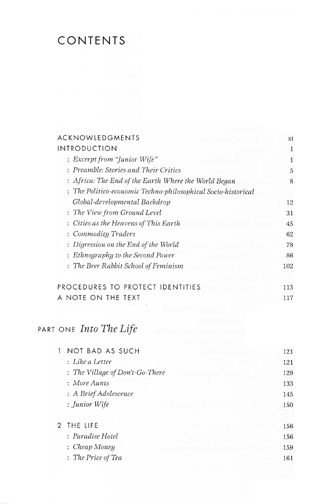 CONTENTS
ACKNOWLEDGMENTS xi
INTRODUCTION 1
: Excerpt from "Junior Wife" 1
: Preamble: Stories and Their Critics 5
: Africa: The End of the Earth Where the World Began 8
: The Politico-economic Techno-philosophical Socio-historical
Global-developmental Backdrop 12
: The View from Ground Level 31
: Cities as the Heavens of This Earth 45
: Commodity Traders 62
: Digression on the End of the World 78
: Ethnography to the Second Power 86
: The Brer Rabbit School of Feminism 102
PROCEDURES TO PROTECT IDENTITIES 115
A NOTE ON THE TEXT 117
PART ONE Into The Life
1 NOT BAD AS SUCH 121
: Like a Letter 121
: The Village of Don't-Go-There 129
: More Aunts 133
: A Brief Adolescence 145
: Junior Wife 150
2 THE LIFE 156
: Paradise Hotel 156
: Cheap Money 159
: The Price of Tea 161